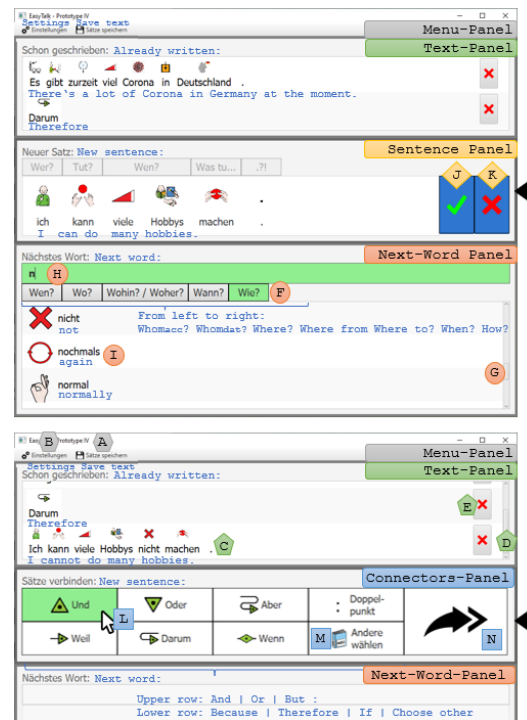 EasyTalk - Prototype IV
Settings Save text
Einstellungen Sätze speichern
Menu-Panel
Schon geschrieben: Already written:
Text-Panel
Es gibt zurzeit viel Corona in Deutschland .
There's a lot of Corona in Germany at the moment.
Darum
Therefore
Neuer Satz: New sentence:
Sentence Panel
Wer? Tut? Wen? Was tu... .?!
J K
ich kann viele Hobbys machen .
I can do many hobbies.
Nächstes Wort: Next word:
Next-Word Panel
n H
Wen? Wo? Wohin? / Woher? Wann? Wie? F
nicht From left to right:
not Whomacc? Whomdat? Where? Where from Where to? When? How?
nochmals I
again
G
normal
normally
B Prototype IV A
Einstellungen Sätze speichern
Menu-Panel
Settings Save text
Schon geschrieben: Already written:
Text-Panel
Darum
E
Therefore
Ich kann viele Hobbys nicht machen . C
D
I cannot do many hobbies.
Sätze verbinden: New sentence:
Connectors-Panel
Und Oder Aber : Doppel-
punkt
L
Weil Darum Wenn M Andere
wählen
N
Nächstes Wort: Next word:
Next-Word-Panel
Upper row: And | Or | But :
Lower row: Because | Therefore | If | Choose other